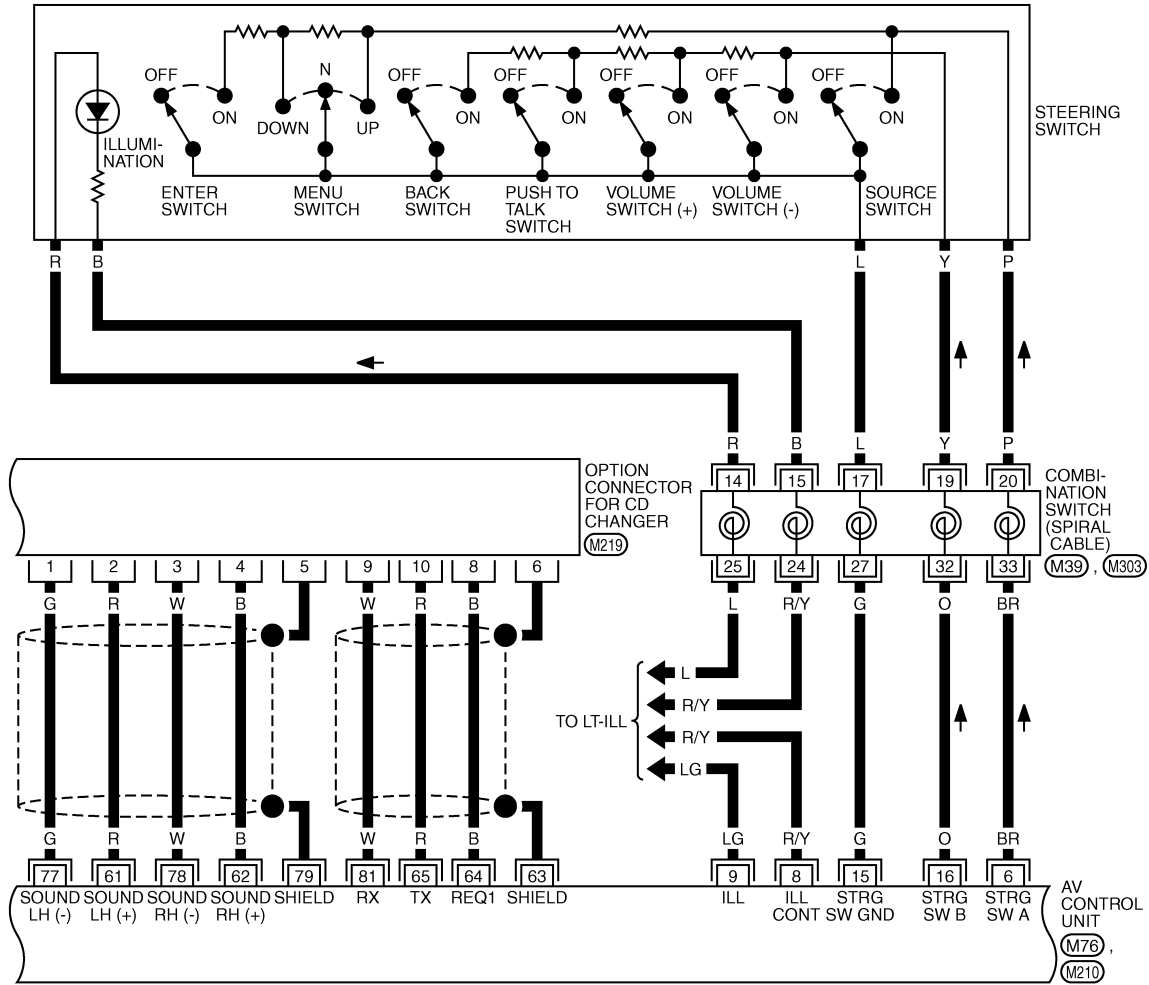 OFF
ON
ILLUMI-
NATION
ENTER
SWITCH
N
DOWN
UP
MENU
SWITCH
OFF
ON
BACK
SWITCH
OFF
ON
PUSH TO
TALK
SWITCH
OFF
ON
VOLUME
SWITCH (+)
OFF
ON
VOLUME
SWITCH (-)
OFF
ON
SOURCE
SWITCH
STEERING
SWITCH
R B L Y P
R B L Y P
14 15 17 19 20
COMBI-
NATION
SWITCH
(SPIRAL
CABLE)
M39 , M303
25 24 27 32 33
L R/Y G O BR
OPTION
CONNECTOR
FOR CD
CHANGER
M219
1 2 3 4 5 9 10 8 6
G R W B W R B
TO LT-ILL
L
R/Y
R/Y
LG
G R W B W R B LG R/Y G O BR
77 61 78 62 79 81 65 64 63 9 8 15 16 6
SOUND
LH (-)
SOUND
LH (+)
SOUND
RH (-)
SOUND
RH (+)
SHIELD
RX
TX
REQ1
SHIELD
ILL
ILL
CONT
STRG
SW GND
STRG
SW B
STRG
SW A
AV
CONTROL
UNIT
M76 ,
M210